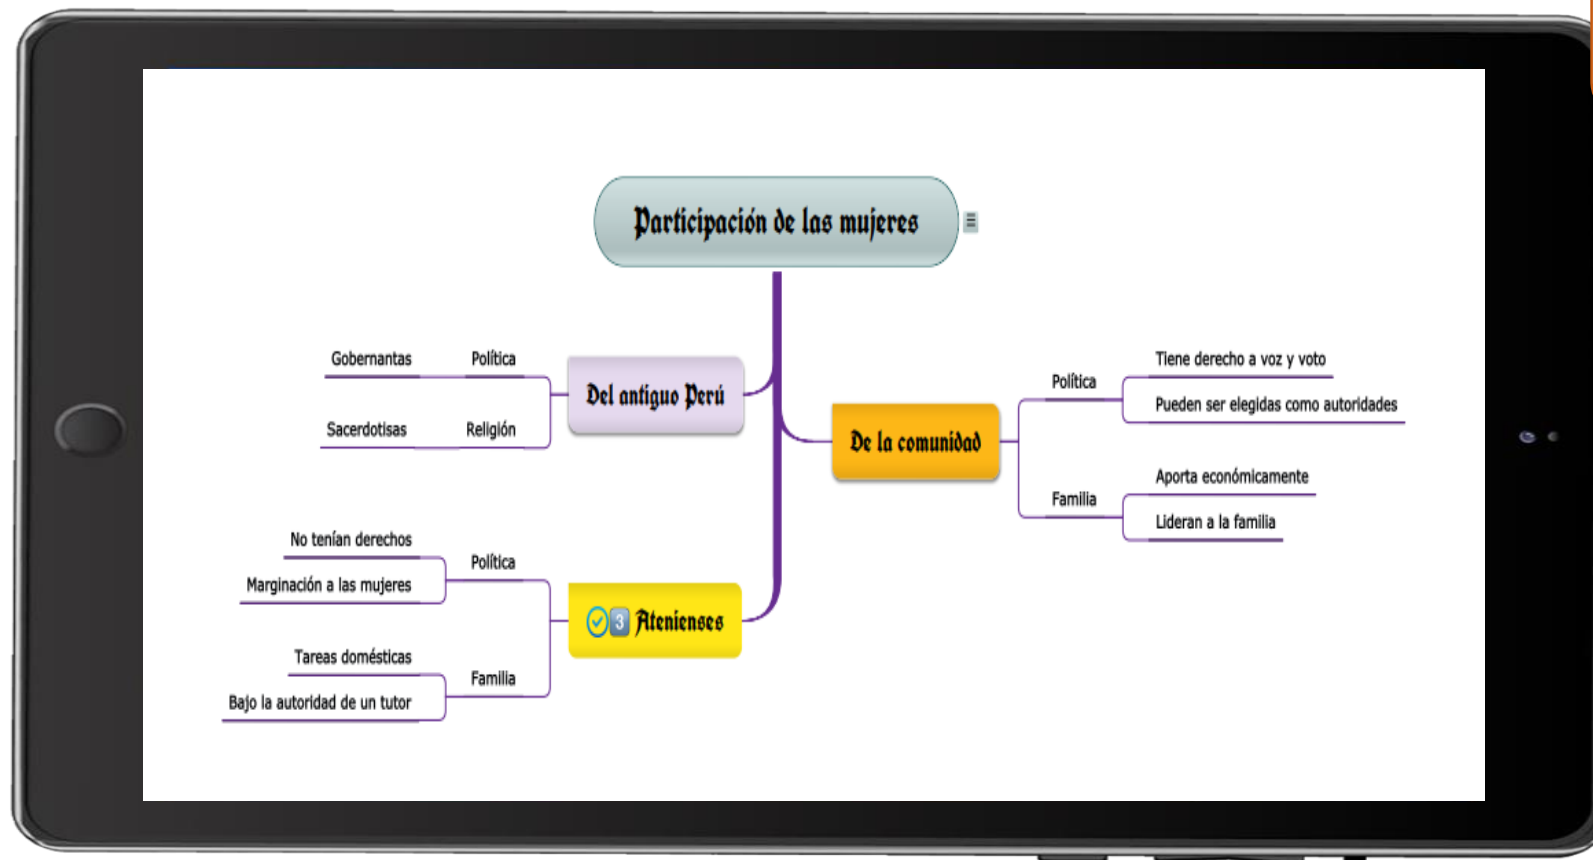 Participación de las mujeres
Del antiguo Perú
Política
Gobernantas
Religión
Sacerdotisas
De la comunidad
Política
Tiene derecho a voz y voto
Pueden ser elegidas como autoridades
Familia
Aporta económicamente
Lideran a la familia
3 Atenienses
Política
No tenían derechos
Marginación a las mujeres
Familia
Tareas domésticas
Bajo la autoridad de un tutor